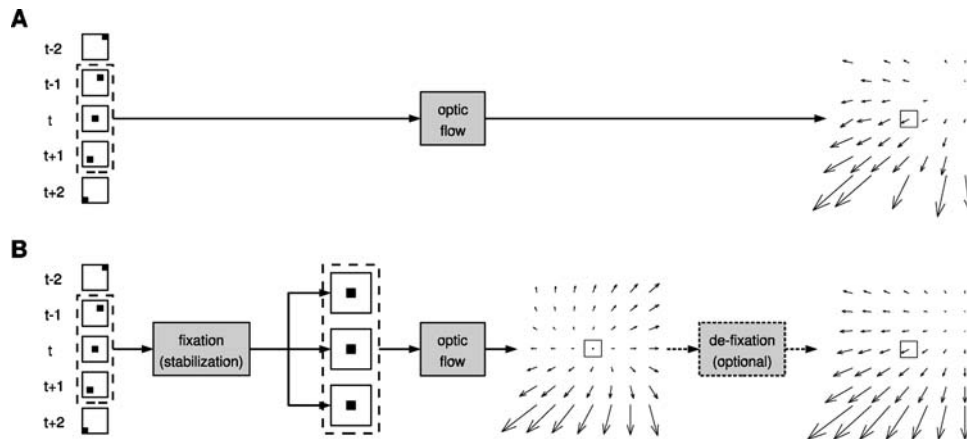 A
t-2
t-1
t
t+1
t+2
optic
flow
B
t-2
t-1
t
t+1
t+2
fixation
(stabilization)
optic
flow
de-fixation
(optional)